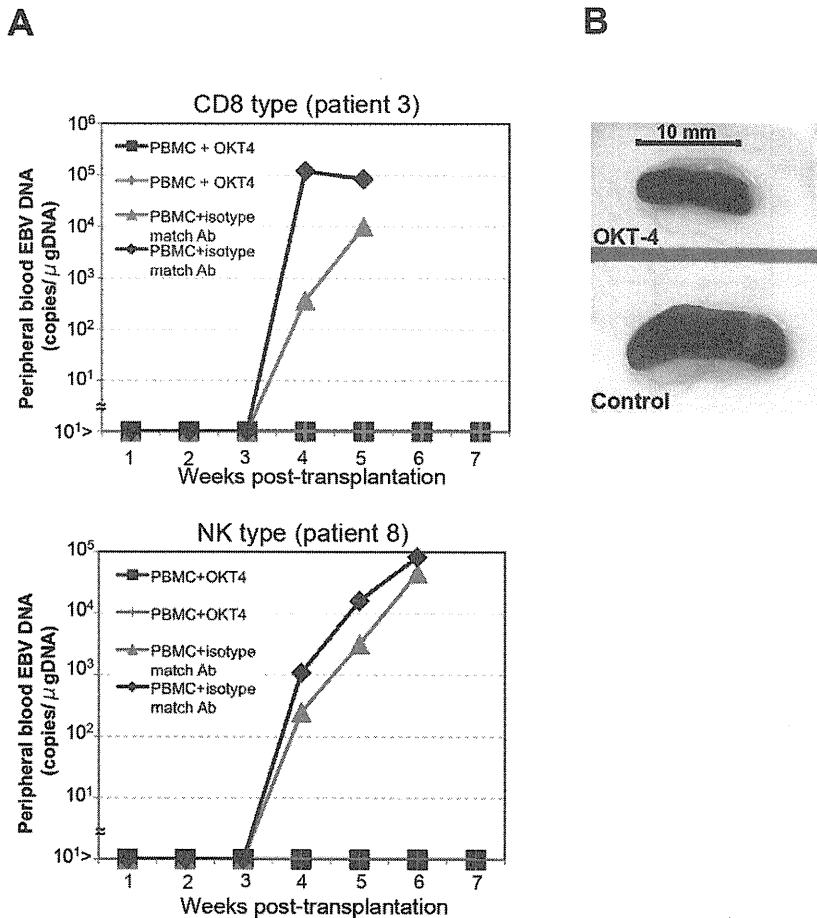 A
CD8 type (patient 3)
Peripheral blood EBV DNA
(copies/μgDNA)
10⁶
10⁵
10⁴
10³
10²
10¹
10¹>
PBMC + OKT4
PBMC + OKT4
PBMC+isotype
match Ab
PBMC+isotype
match Ab
1 2 3 4 5 6 7
Weeks post-transplantation
NK type (patient 8)
Peripheral blood EBV DNA
(copies/μgDNA)
10⁵
10⁴
10³
10²
10¹
10¹>
PBMC+OKT4
PBMC+OKT4
PBMC+isotype
match Ab
PBMC+isotype
match Ab
1 2 3 4 5 6 7
Weeks post-transplantation
B
10 mm
OKT-4
Control